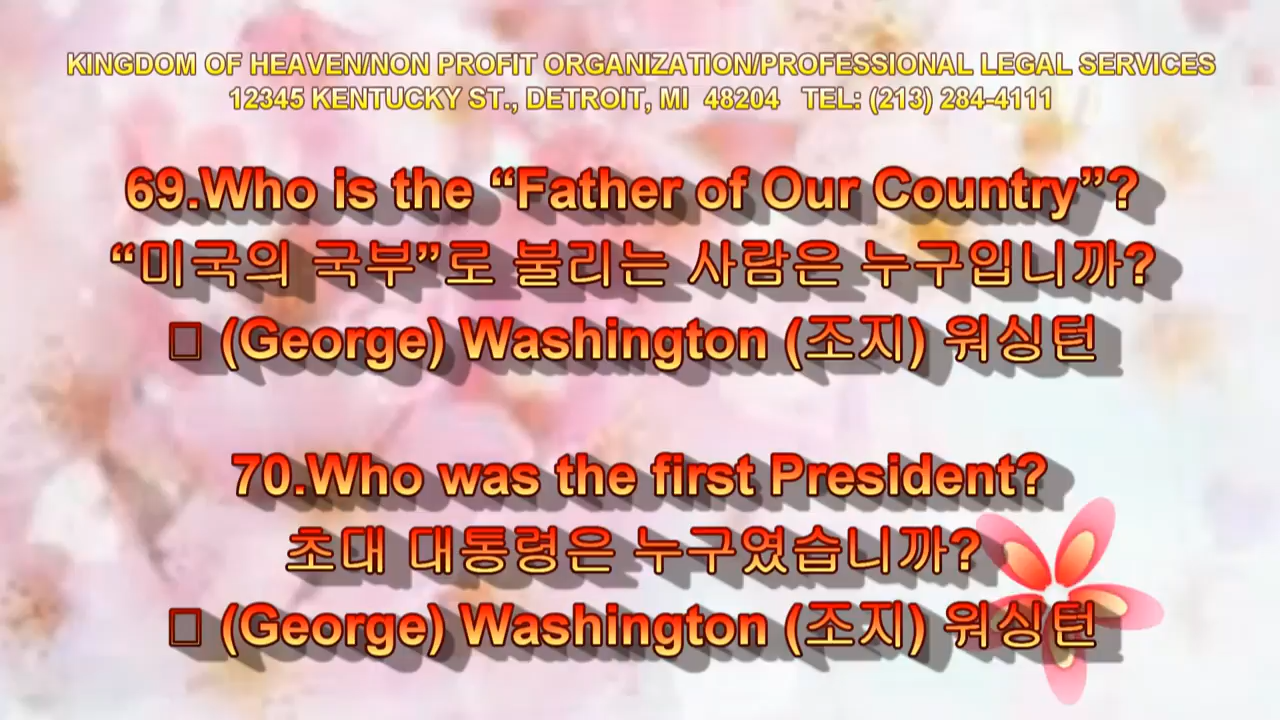 KINGDOM OF HEAVEN/NON PROFIT ORGANIZATION/PROFESSIONAL LEGAL SERVICES
12345 KENTUCKY ST., DETROIT, MI 48204 TEL: (213) 284-4111
69.Who is the “Father of Our Country”?
“미국의 국부”로 불리는 사람은 누구입니까?
□ (George) Washington (조지) 워싱턴
70.Who was the first President?
초대 대통령은 누구였습니까?
□ (George) Washington (조지) 워싱턴